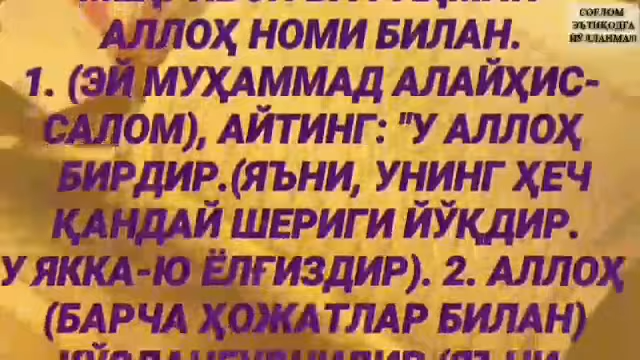 СОҒЛОМ
ЭЪТИҚОДГА
ЙЎЛЛАНМА!!!
АЛЛОҲ НОМИ БИЛАН.
1. (ЭЙ МУҲАММАД АЛАЙҲИС-
САЛОМ), АЙТИНГ: "У АЛЛОҲ
БИРДИР.(ЯЪНИ, УНИНГ ҲЕЧ
ҚАНДАЙ ШЕРИГИ ЙЎҚДИР.
У ЯККА-Ю ЁЛҒИЗДИР). 2. АЛЛОҲ
(БАРЧА ҲОЖАТЛАР БИЛАН)